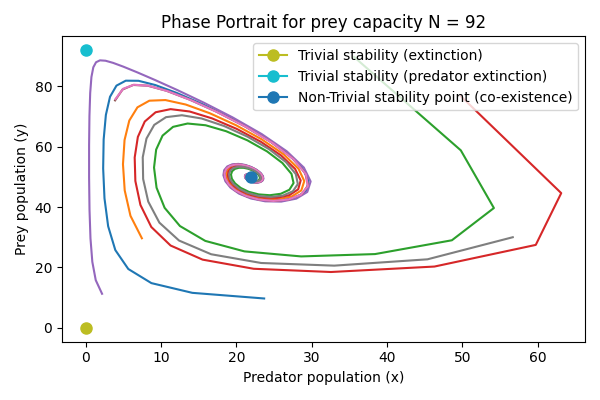 Phase Portrait for prey capacity N = 92
Trivial stability (extinction)
Trivial stability (predator extinction)
Non-Trivial stability point (co-existence)
Prey population (y)
80
60
40
20
0
0 10 20 30 40 50 60
Predator population (x)